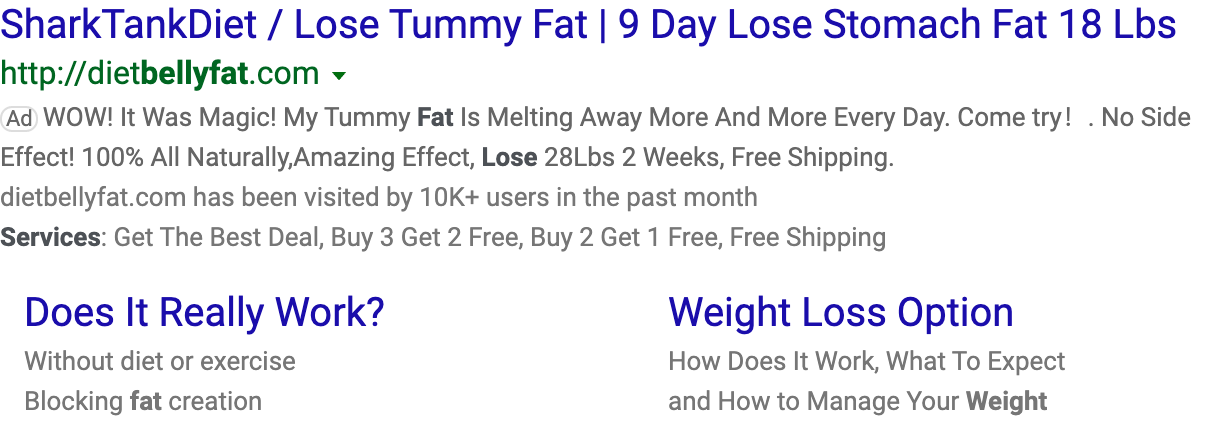 SharkTankDiet / Lose Tummy Fat | 9 Day Lose Stomach Fat 18 Lbs
http://dietbellyfat.com
Ad WOW! It Was Magic! My Tummy Fat Is Melting Away More And More Every Day. Come try！ . No Side
Effect! 100% All Naturally,Amazing Effect, Lose 28Lbs 2 Weeks, Free Shipping.
dietbellyfat.com has been visited by 10K+ users in the past month
Services: Get The Best Deal, Buy 3 Get 2 Free, Buy 2 Get 1 Free, Free Shipping
Does It Really Work?
Without diet or exercise
Blocking fat creation
Weight Loss Option
How Does It Work, What To Expect
and How to Manage Your Weight